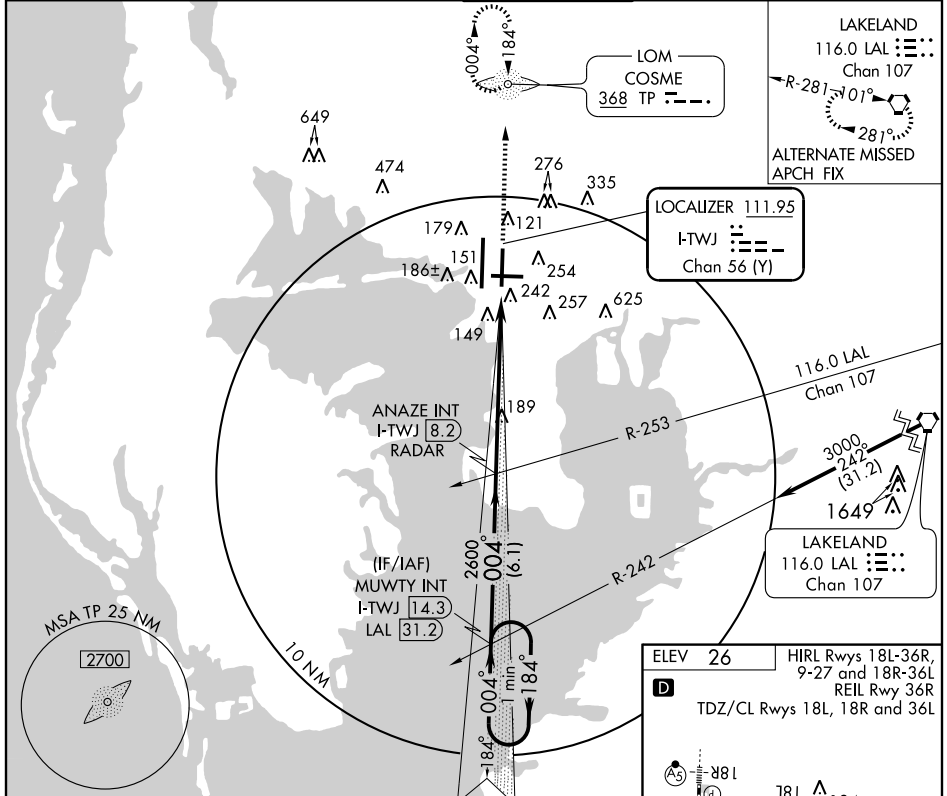 LOM
COSME
368 TP
004°
184°
LAKELAND
116.0 LAL
Chan 107
R-281
101°
281°
ALTERNATE MISSED
APCH FIX
649
474
276
335
LOCALIZER 111.95
I-TWJ
Chan 56 (Y)
179
121
186±
151
254
242
257
625
149
116.0 LAL
Chan 107
189
ANAZE INT
I-TWJ 8.2
RADAR
R-253
3000
242°
(31.2)
1649
LAKELAND
116.0 LAL
Chan 107
2600
004°
(6.1)
R-242
(IF/IAF)
MUWTY INT
I-TWJ 14.3
LAL 31.2
MSA TP 25 NM
2700
10 NM
004°
1 min
184°
184°
ELEV 26
D
HIRL Rwys 18L-36R,
9-27 and 18R-36L
REIL Rwy 36R
TDZ/CL Rwys 18L, 18R and 36L
A5
18R
P
18L